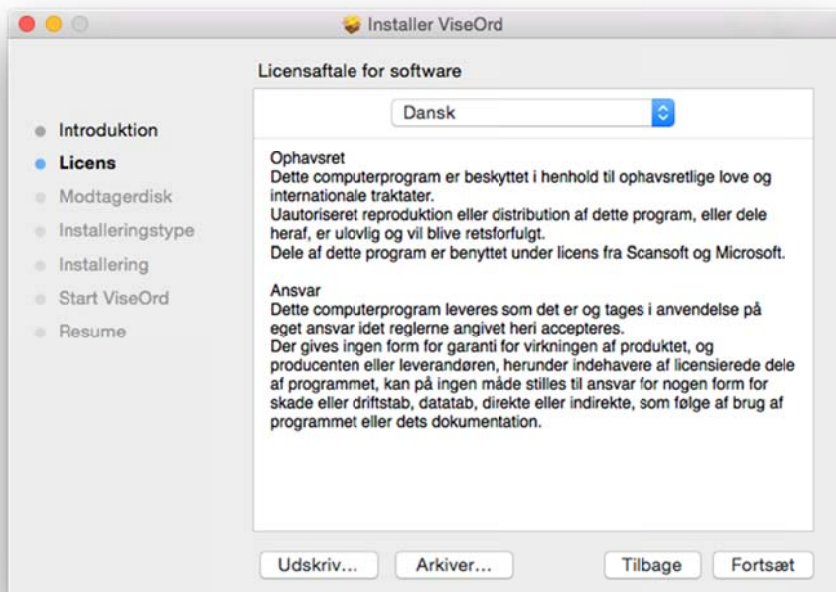 Installer ViseOrd
Licensaftale for software
Introduktion
Licens
Modtagerdisk
Installeringstype
Installering
Start ViseOrd
Resume
Dansk
Ophavsret
Dette computerprogram er beskyttet i henhold til ophavsretlige love og
internationale traktater.
Uautoriseret reproduktion eller distribution af dette program, eller dele
heraf, er ulovlig og vil blive retsforfulgt.
Dele af dette program er benyttet under licens fra Scansoft og Microsoft.
Ansvar
Dette computerprogram leveres som det er og tages i anvendelse på
eget ansvar idet reglerne angivet heri accepteres.
Der gives ingen form for garanti for virkningen af produktet, og
producenten eller leverandøren, herunder indehavere af licensierede dele
af programmet, kan på ingen måde stilles til ansvar for nogen form for
skade eller driftstab, datatab, direkte eller indirekte, som følge af brug af
programmet eller dets dokumentation.
Udskriv...
Arkiver...
Tilbage
Fortsæt